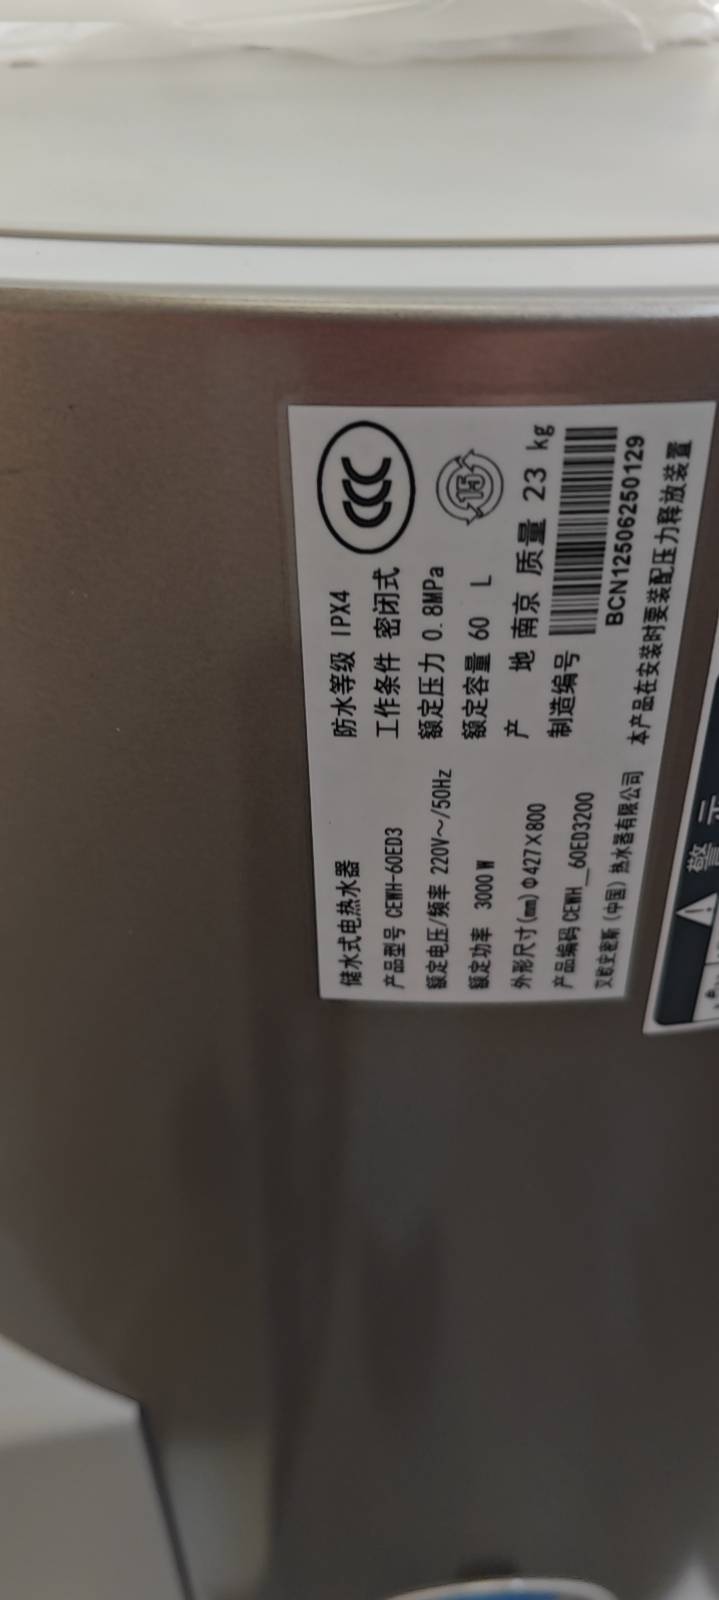 储水式电热水器
产品型号 CEWH-60ED3
额定电压/频率 220V～/50Hz
额定功率 3000 W
外形尺寸(mm) Φ427×800
产品编码 CEWH__60ED3200
艾欧史密斯（中国）热水器有限公司
防水等级 IPX4
工作条件 密闭式
额定压力 0.8MPa
额定容量 60 L
产 地 南京 质量 23 kg
制造编号
BCN12506250129
本产品在安装时要装配压力释放装置
CCC
15
警 示